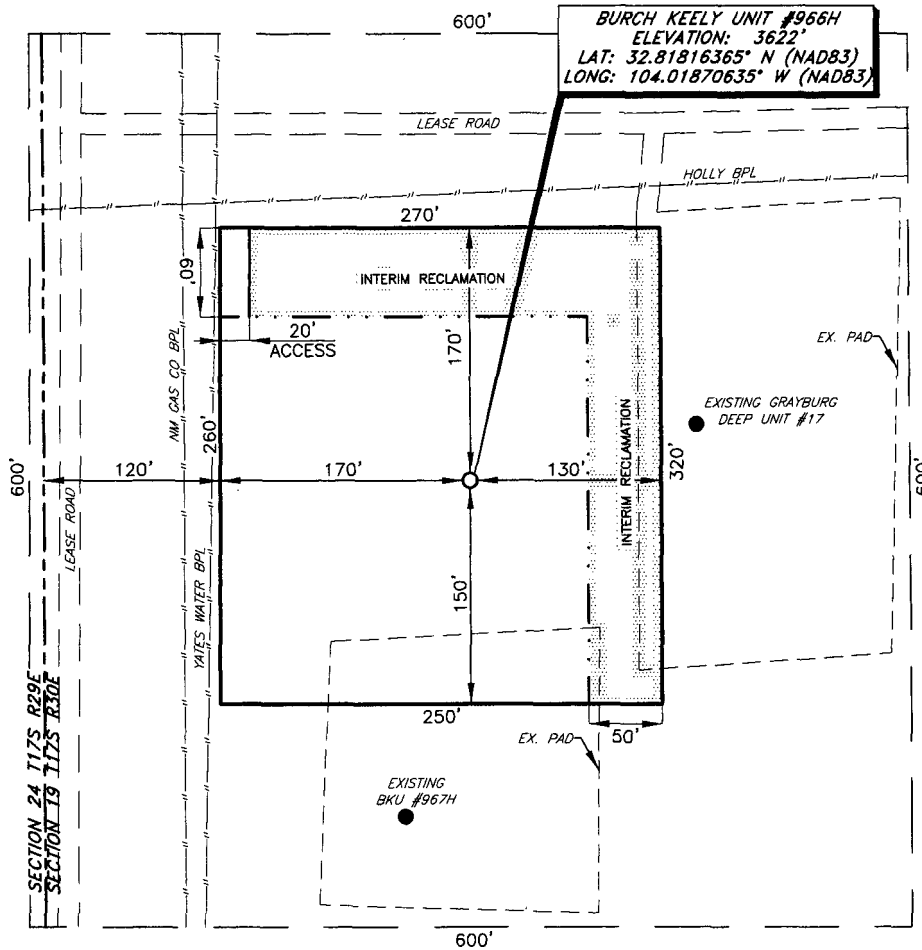 600'
BURCH KEELY UNIT #966H
ELEVATION: 3622'
LAT: 32.81816365° N (NAD83)
LONG: 104.01870635° W (NAD83)
LEASE ROAD
HOLLY BPL
270'
60'
INTERIM RECLAMATION
20'
ACCESS
170'
NM GAS CO BPL
EX. PAD
EXISTING GRAYBURG
DEEP UNIT #17
260'
INTERIM RECLAMATION
320'
600'
120'
170'
130'
600'
LEASE ROAD
YATES WATER BPL
150'
250'
50'
EX. PAD
EXISTING
BKU #967H
SECTION 24 T17S R29E
SECTION 19 T17S R30E
600'